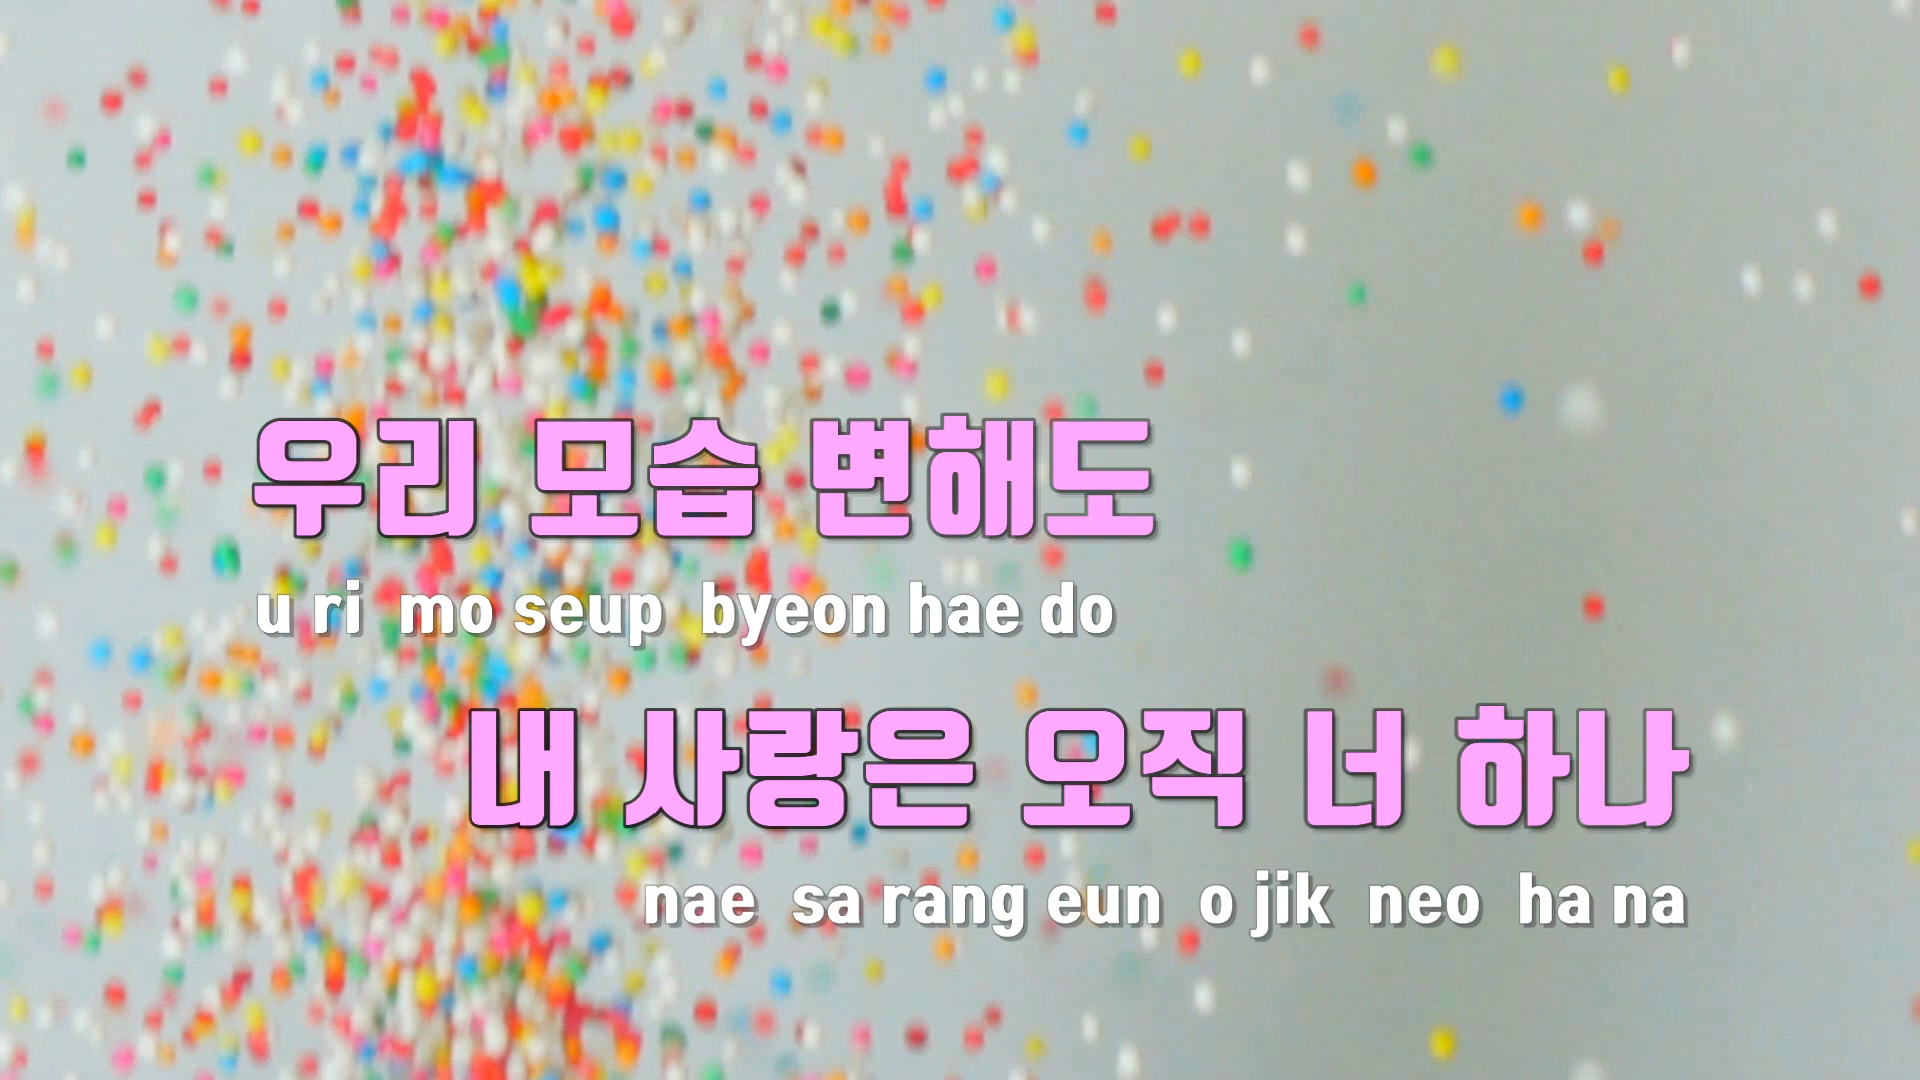 우리 모습 변해도
u ri mo seup byeon hae do
내 사랑은 오직 너 하나
nae sa rang eun o jik neo ha na